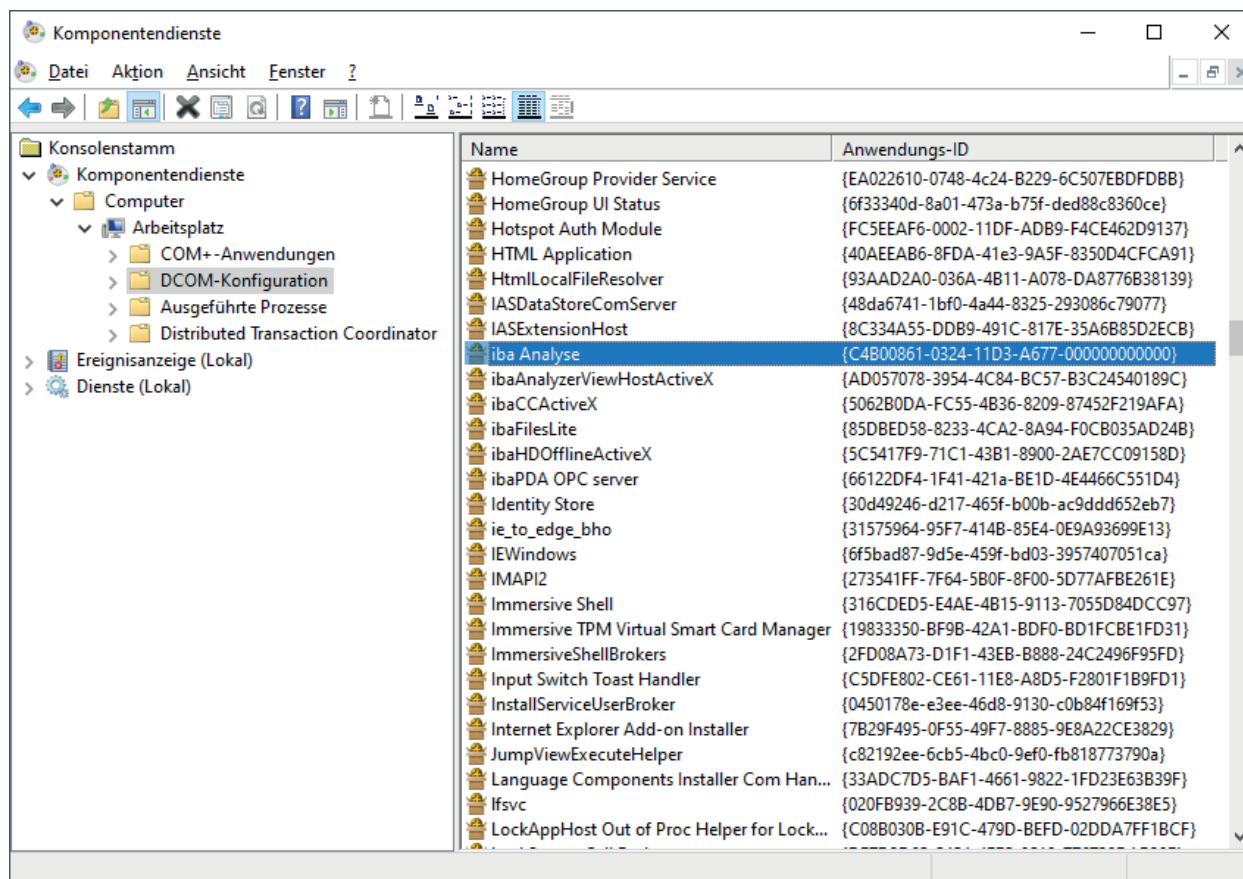 Komponentendienste
Datei Aktion Ansicht Fenster ?
Konsolenstamm
Komponentendienste
Computer
Arbeitsplatz
COM+-Anwendungen
DCOM-Konfiguration
Ausgeführte Prozesse
Distributed Transaction Coordinator
Ereignisanzeige (Lokal)
Dienste (Lokal)
Name Anwendungs-ID
HomeGroup Provider Service {EA022610-0748-4c24-B229-6C507EBDFDBB}
HomeGroup UI Status {6f33340d-8a01-473a-b75f-ded88c8360ce}
Hotspot Auth Module {FC5EEAF6-0002-11DF-ADB9-F4CE462D9137}
HTML Application {40AEEAB6-8FDA-41e3-9A5F-8350D4CFCA91}
HtmlLocalFileResolver {93AAD2A0-036A-4B11-A078-DA8776B38139}
IASDataStoreComServer {48da6741-1bf0-4a44-8325-293086c79077}
IASExtensionHost {8C334A55-DDB9-491C-817E-35A6B85D2ECB}
iba Analyse {C4B00861-0324-11D3-A677-000000000000}
ibaAnalyzerViewHostActiveX {AD057078-3954-4C84-BC57-B3C24540189C}
ibaCCActiveX {5062B0DA-FC55-4B36-8209-87452F219AFA}
ibaFilesLite {85DBED58-8233-4CA2-8A94-F0CB035AD24B}
ibaHDOfflineActiveX {5C5417F9-71C1-43B1-8900-2AE7CC09158D}
ibaPDA OPC server {66122DF4-1F41-421a-BE1D-4E4466C551D4}
Identity Store {30d49246-d217-465f-b00b-ac9ddd652eb7}
ie_to_edge_bho {31575964-95F7-414B-85E4-0E9A93699E13}
IEWindows {6f5bad87-9d5e-459f-bd03-3957407051ca}
IMAPI2 {273541FF-7F64-5B0F-8F00-5D77AFBE261E}
Immersive Shell {316CDED5-E4AE-4B15-9113-7055D84DCC97}
Immersive TPM Virtual Smart Card Manager {19833350-BF9B-42A1-BDF0-BD1FCBE1FD31}
ImmersiveShellBrokers {2FD08A73-D1F1-43EB-B888-24C2496F95FD}
Input Switch Toast Handler {C5DFE802-CE61-11E8-A8D5-F2801F1B9FD1}
InstallServiceUserBroker {0450178e-e3ee-46d8-9130-c0b84f169f53}
Internet Explorer Add-on Installer {7B29F495-0F55-49F7-8885-9E8A22CE3829}
JumpViewExecuteHelper {c82192ee-6cb5-4bc0-9ef0-fb818773790a}
Language Components Installer Com Han... {33ADC7D5-BAF1-4661-9822-1FD23E63B39F}
lfsvc {020FB939-2C8B-4DB7-9E90-9527966E38E5}
LockAppHost Out of Proc Helper for Lock... {C08B030B-E91C-479D-BEFD-02DDA7FF1BCF}